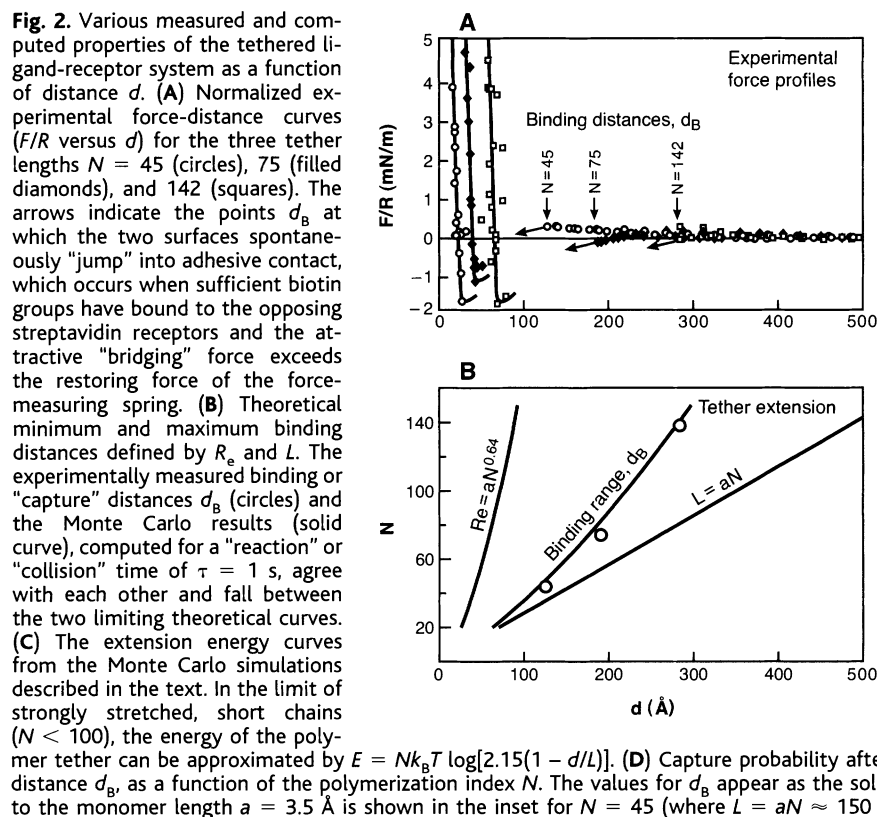 Fig. 2. Various measured and com-
puted properties of the tethered li-
gand-receptor system as a function
of distance d. (A) Normalized ex-
perimental force-distance curves
(F/R versus d) for the three tether
lengths N = 45 (circles), 75 (filled
diamonds), and 142 (squares). The
arrows indicate the points dB at
which the two surfaces spontane-
ously "jump" into adhesive contact,
which occurs when sufficient biotin
groups have bound to the opposing
streptavidin receptors and the at-
tractive "bridging" force exceeds
the restoring force of the force-
measuring spring. (B) Theoretical
minimum and maximum binding
distances defined by Re and L. The
experimentally measured binding or
"capture" distances dB (circles) and
the Monte Carlo results (solid
curve), computed for a "reaction" or
"collision" time of τ = 1 s, agree
with each other and fall between
the two limiting theoretical curves.
(C) The extension energy curves
from the Monte Carlo simulations
described in the text. In the limit of
strongly stretched, short chains
(N < 100), the energy of the poly-
mer tether can be approximated by E = NkBT log[2.15(1 – d/L)]. (D) Capture probability afte
distance dB, as a function of the polymerization index N. The values for dB appear as the sol
to the monomer length a = 3.5 Å is shown in the inset for N = 45 (where L = aN ≈ 150
A
Experimental
force profiles
Binding distances, dB
N = 45
N = 75
N = 142
F/R (mN/m)
5
4
3
2
1
0
−1
−2
0 100 200 300 400 500
B
Tether extension
Re = aN^0.64
Binding range, dB
L = aN
N
140
100
60
20
0 100 200 300 400 500
d (Å)